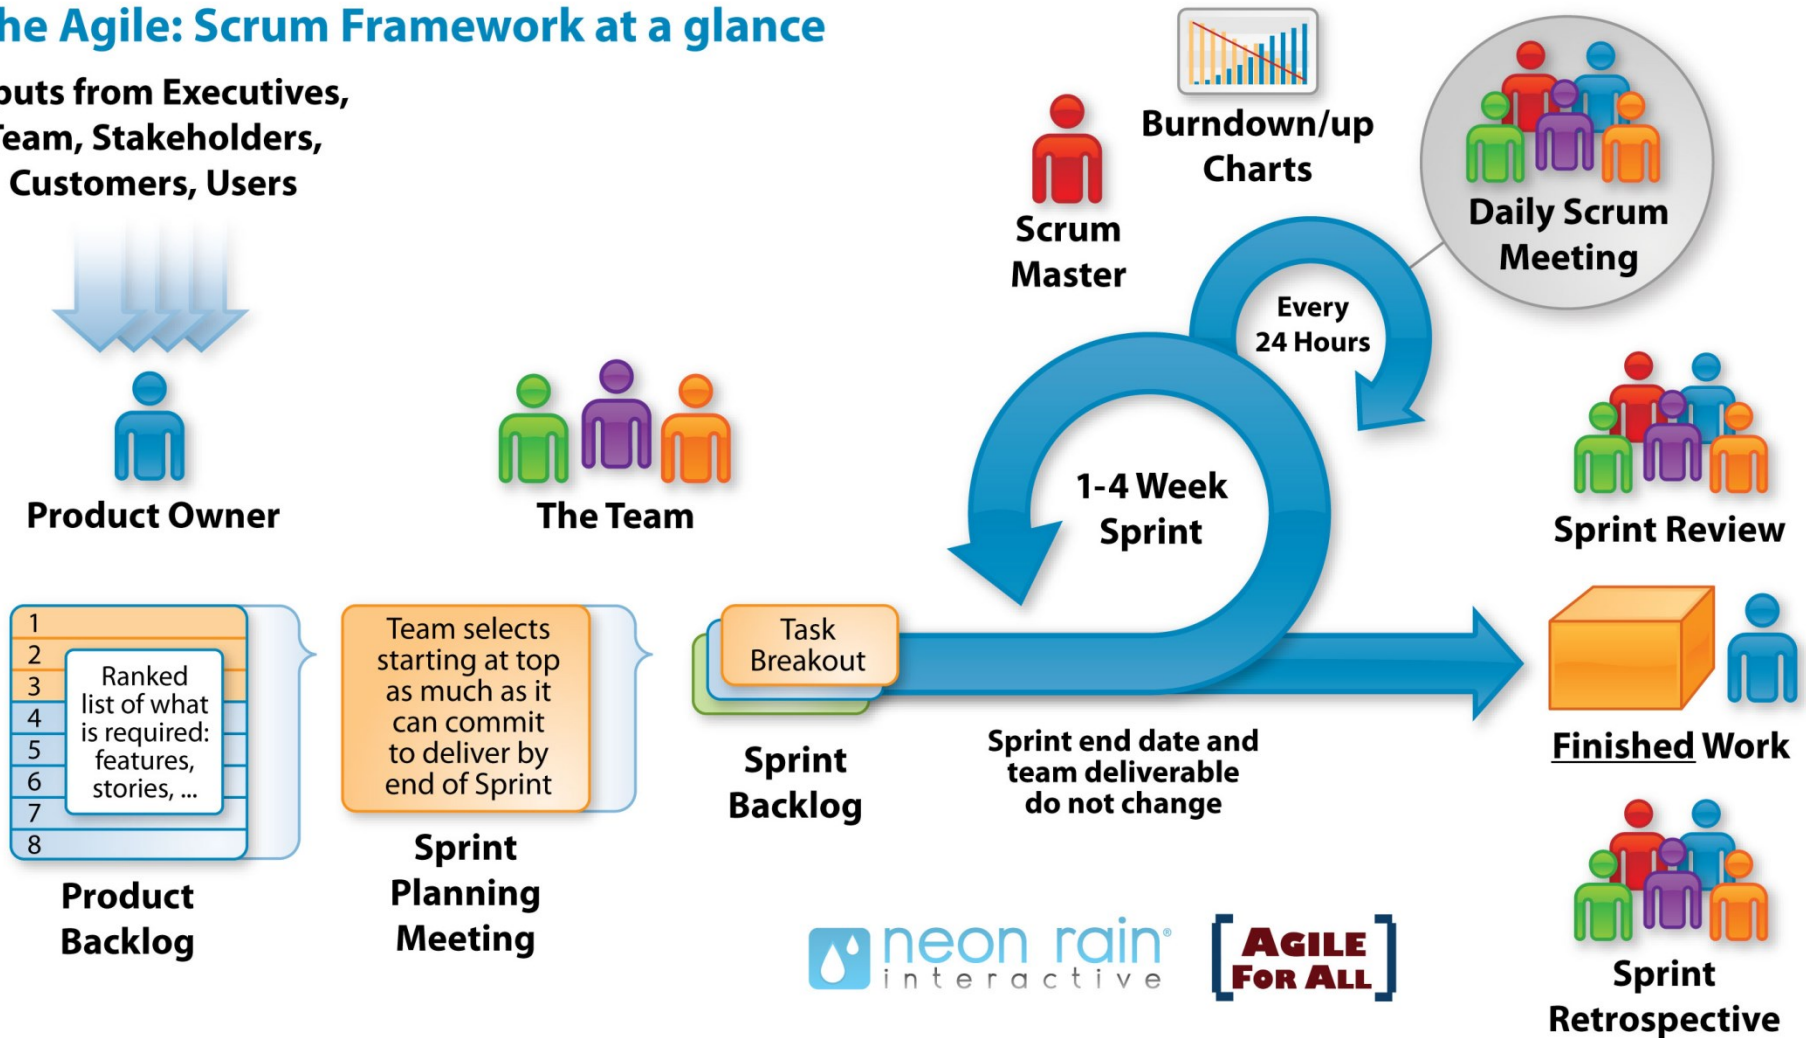 he Agile: Scrum Framework at a glance
puts from Executives,
Team, Stakeholders,
Customers, Users
Product Owner
The Team
Scrum
Master
Burndown/up
Charts
Daily Scrum
Meeting
Every
24 Hours
1-4 Week
Sprint
Sprint Review
1
2
3
4
5
6
7
8
Ranked
list of what
is required:
features,
stories, ...
Product
Backlog
Team selects
starting at top
as much as it
can commit
to deliver by
end of Sprint
Sprint
Planning
Meeting
Task
Breakout
Sprint
Backlog
Sprint end date and
team deliverable
do not change
Finished Work
Sprint
Retrospective
neon rain®
interactive
AGILE
FOR ALL